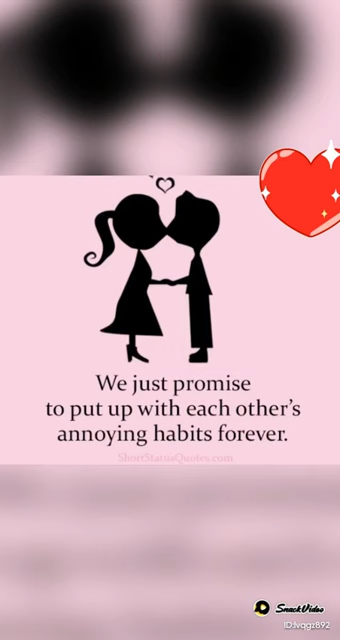 We just promise
to put up with each other's
annoying habits forever.
ShortStatusQuotes.com
SnackVideo
ID:lvqgz892